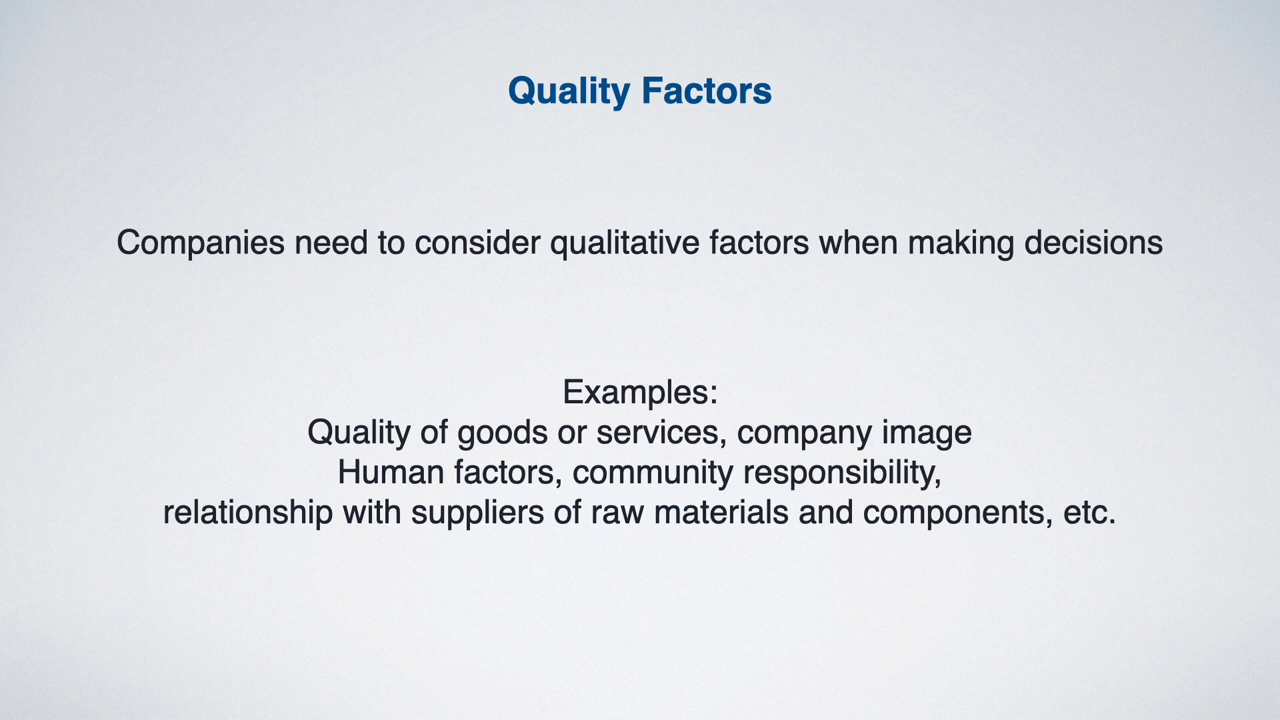 Quality Factors
Companies need to consider qualitative factors when making decisions
Examples:
Quality of goods or services, company image
Human factors, community responsibility,
relationship with suppliers of raw materials and components, etc.